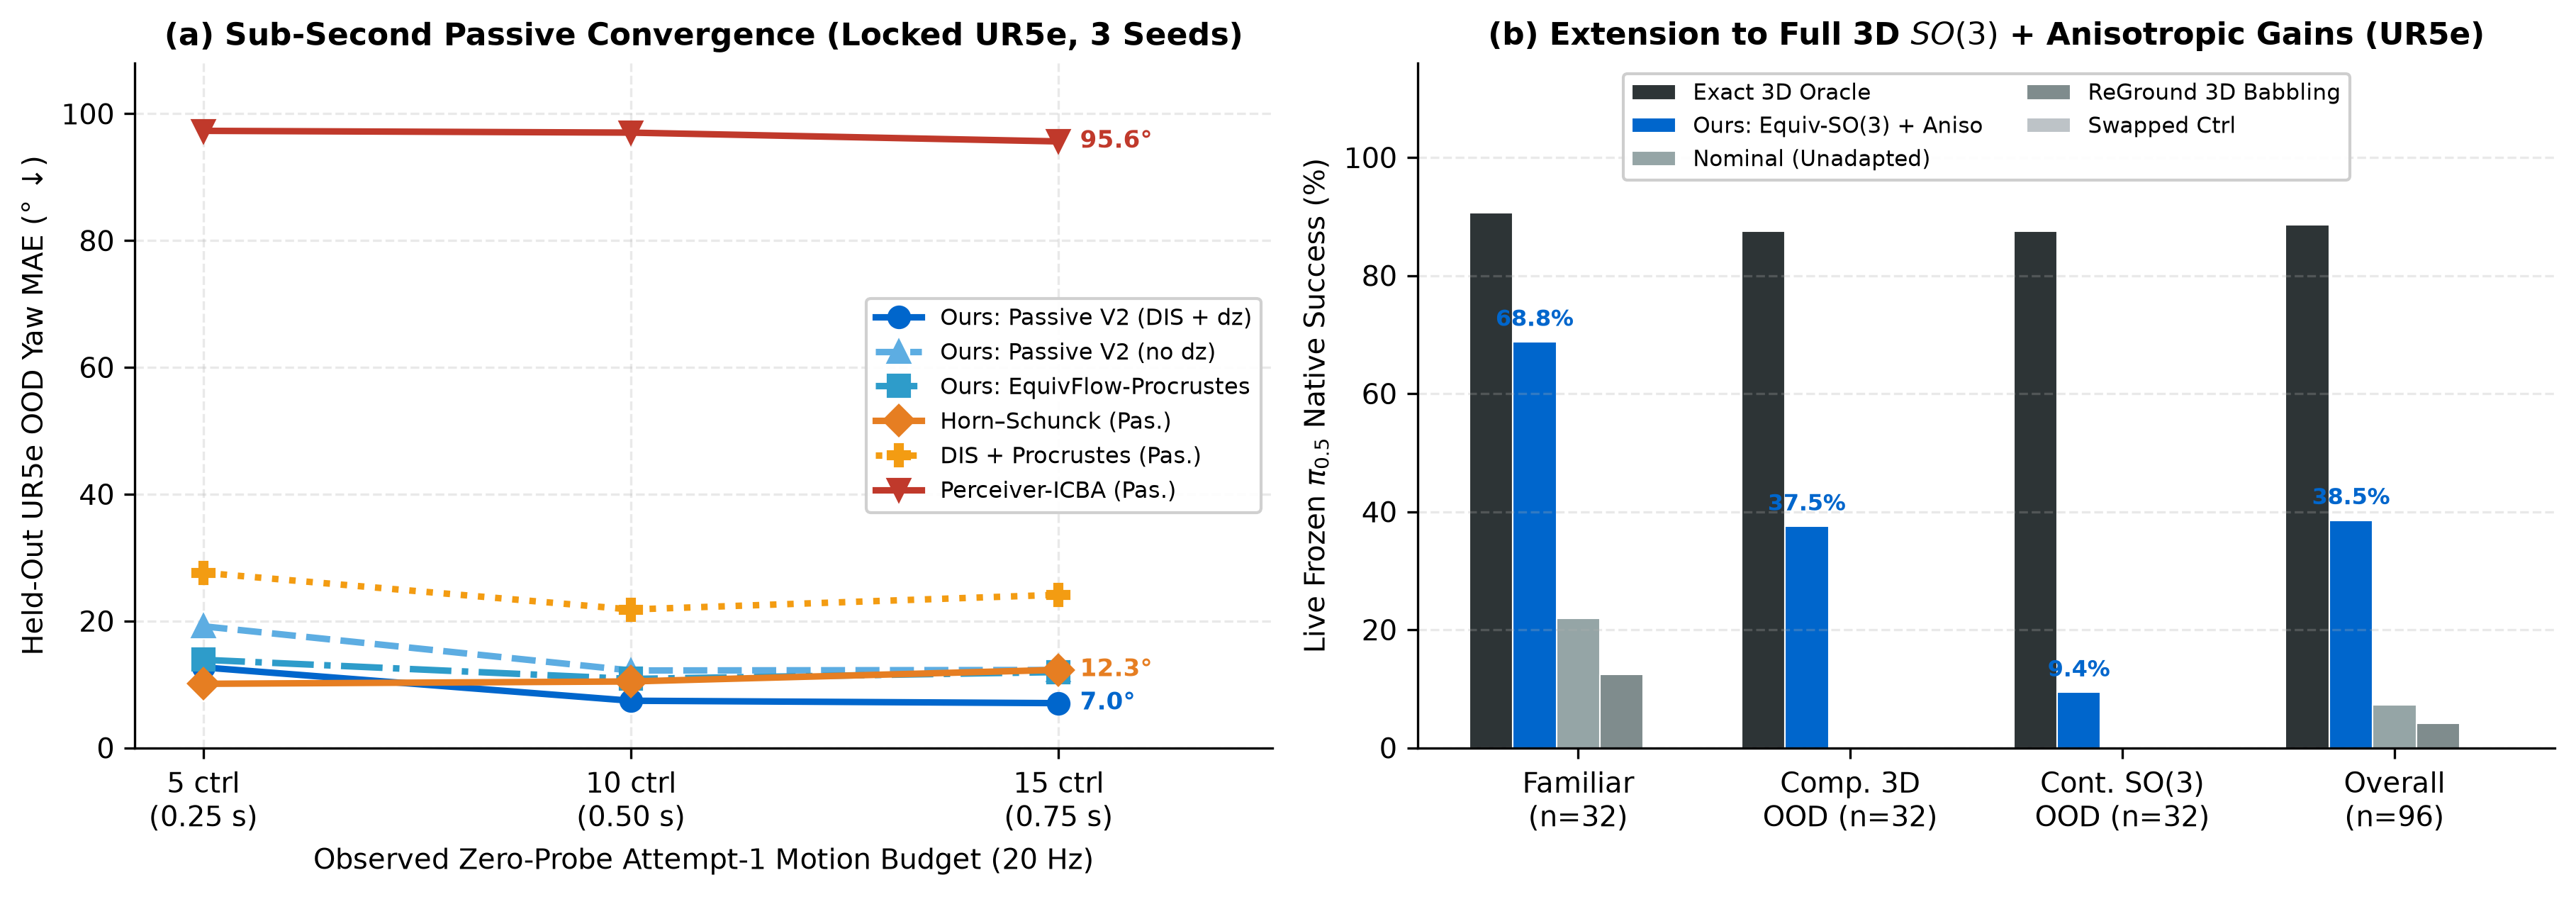 (a) Sub-Second Passive Convergence (Locked UR5e, 3 Seeds)
Held-Out UR5e OOD Yaw MAE (° ↓)
100
80
60
40
20
0
95.6°
12.3°
7.0°
Ours: Passive V2 (DIS + dz)
Ours: Passive V2 (no dz)
Ours: EquivFlow-Procrustes
Horn–Schunck (Pas.)
DIS + Procrustes (Pas.)
Perceiver-ICBA (Pas.)
5 ctrl
(0.25 s)
10 ctrl
(0.50 s)
15 ctrl
(0.75 s)
Observed Zero-Probe Attempt-1 Motion Budget (20 Hz)
(b) Extension to Full 3D SO(3) + Anisotropic Gains (UR5e)
Live Frozen π0.5 Native Success (%)
100
80
60
40
20
0
Exact 3D Oracle
Ours: Equiv-SO(3) + Aniso
Nominal (Unadapted)
ReGround 3D Babbling
Swapped Ctrl
68.8%
37.5%
9.4%
38.5%
Familiar
(n=32)
Comp. 3D
OOD (n=32)
Cont. SO(3)
OOD (n=32)
Overall
(n=96)